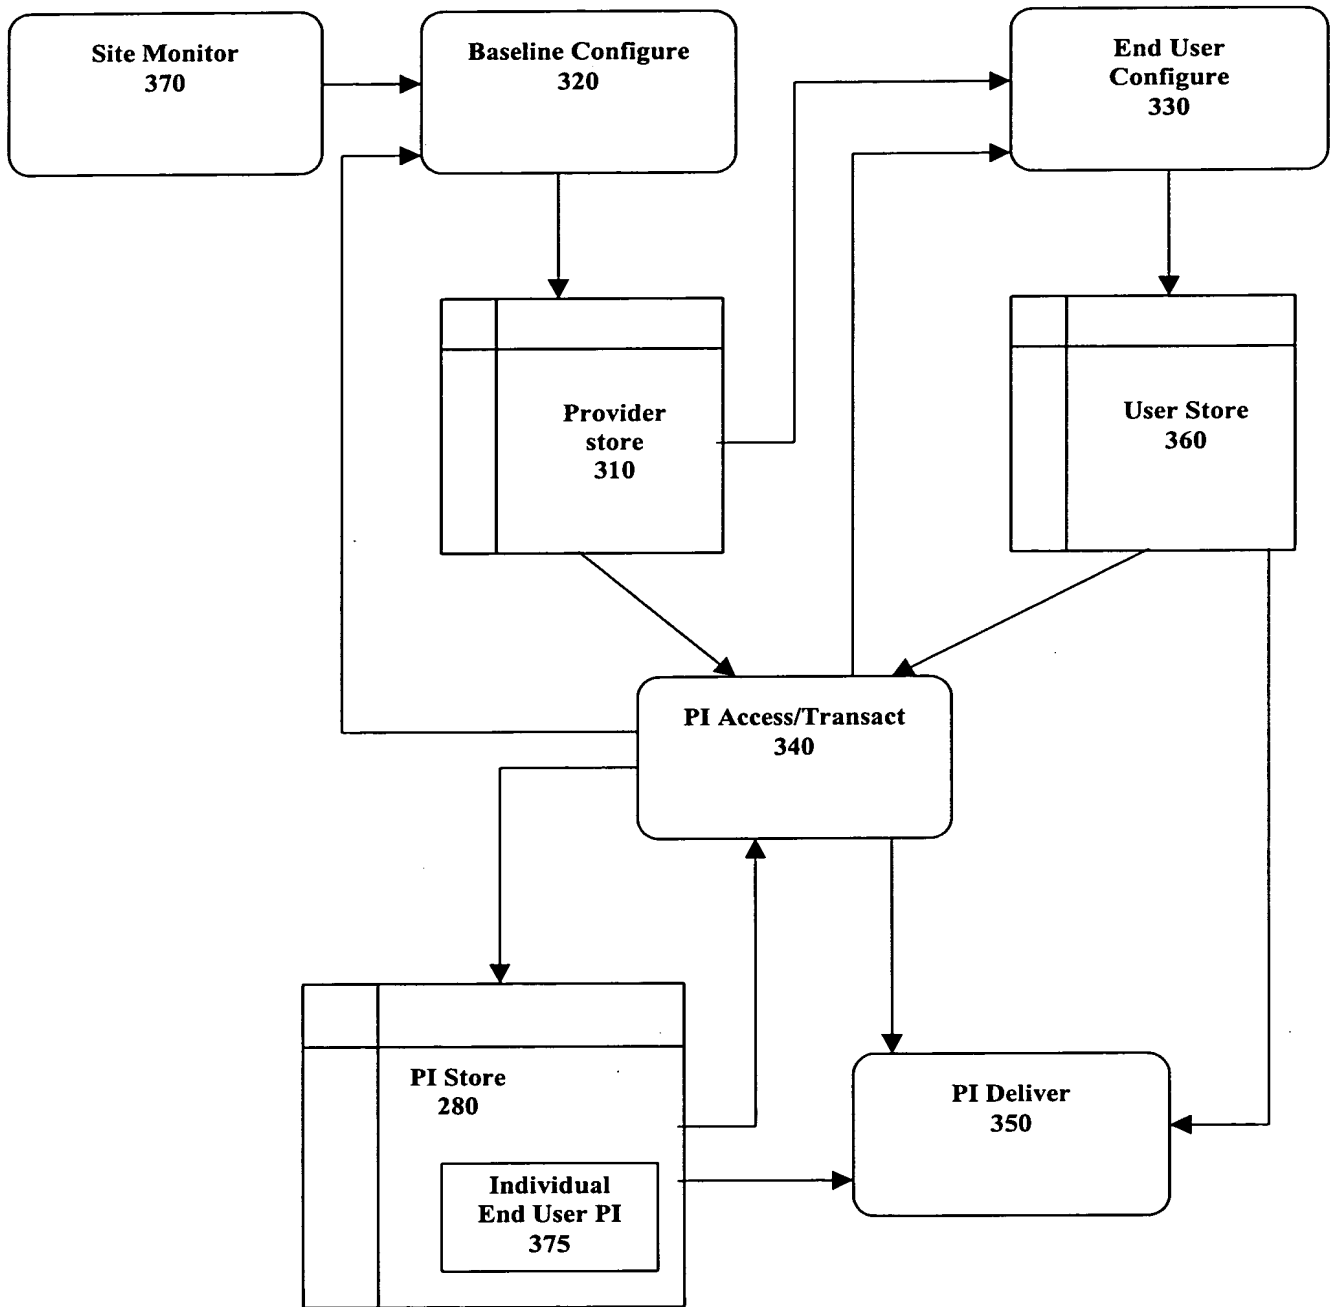 Site Monitor
370
Baseline Configure
320
End User
Configure
330
Provider
store
310
User Store
360
PI Access/Transact
340
PI Store
280
Individual
End User PI
375
PI Deliver
350